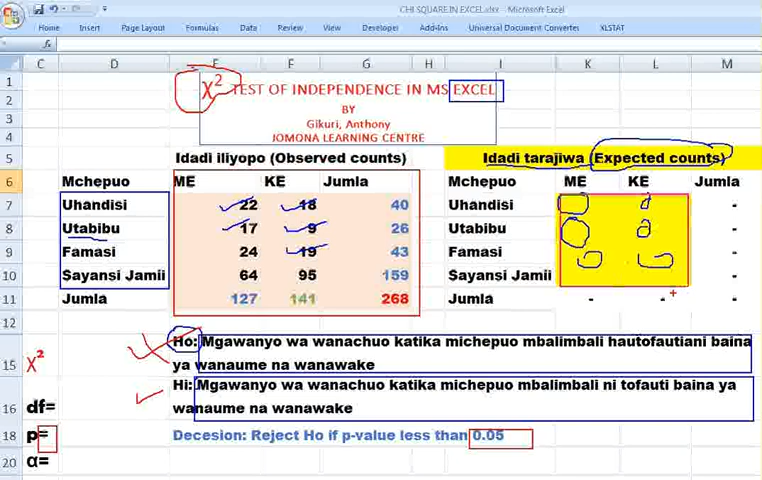 CHI SQUARE IN EXCEL.xlsx - Microsoft Excel
Home Insert Page Layout Formulas Data Review View Developer Add-Ins Universal Document Converter XLSTAT
fx
C D E F G H I J K L M
1 χ² TEST OF INDEPENDENCE IN MS EXCEL
2 BY
3 Gikuri, Anthony
4 JOMONA LEARNING CENTRE
5 Idadi iliyopo (Observed counts) Idadi tarajiwa (Expected counts)
6 Mchepuo ME KE Jumla Mchepuo ME KE Jumla
7 Uhandisi 22 18 40 Uhandisi -
8 Utabibu 17 9 26 Utabibu -
9 Famasi 24 19 43 Famasi -
10 Sayansi Jamii 64 95 159 Sayansi Jamii -
11 Jumla 127 141 268 Jumla - - -
12
Ho: Mgawanyo wa wanachuo katika michepuo mbalimbali hautofautiani baina
15 χ² ya wanaume na wanawake
Hi: Mgawanyo wa wanachuo katika michepuo mbalimbali ni tofauti baina ya
16 df= wanaume na wanawake
18 p= Decesion: Reject Ho if p-value less than 0.05
20 α=